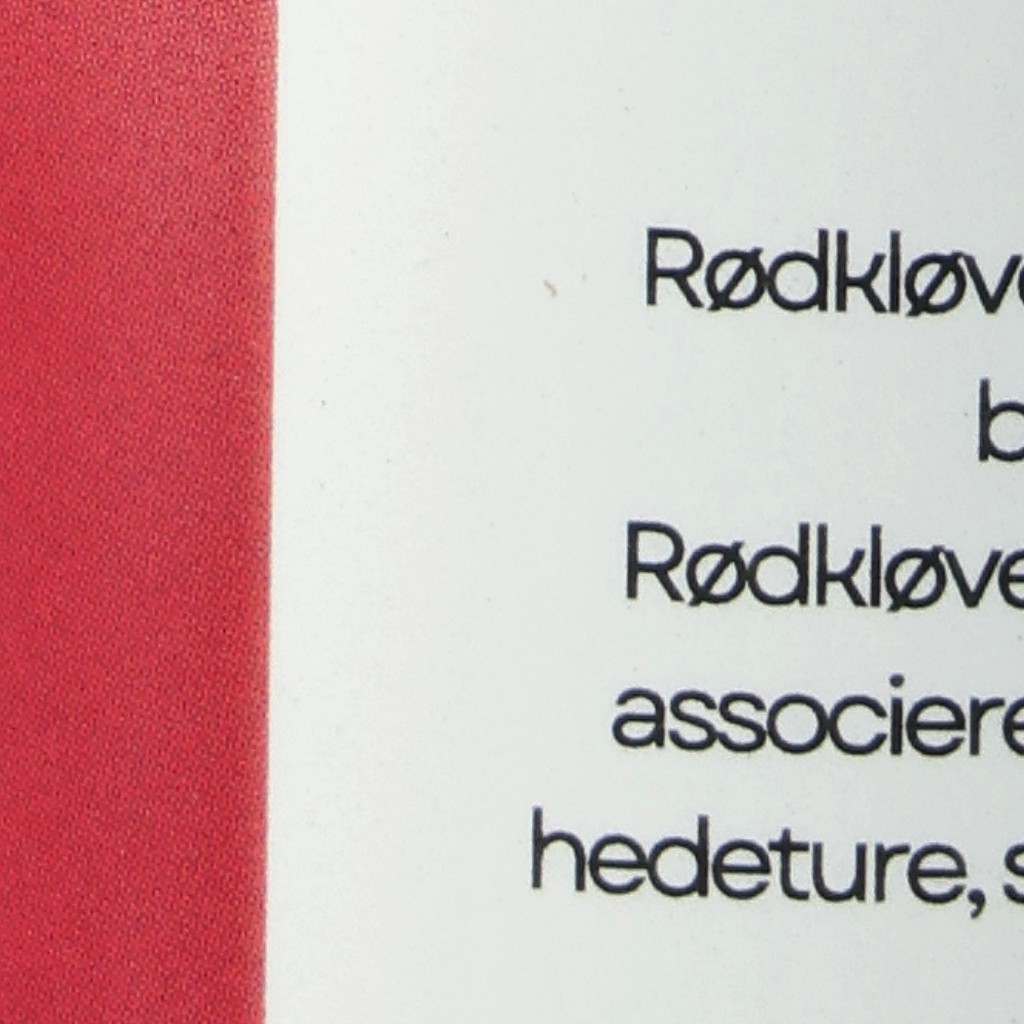 Rødkløve
b
Rødkløve
associere
hedeture, s